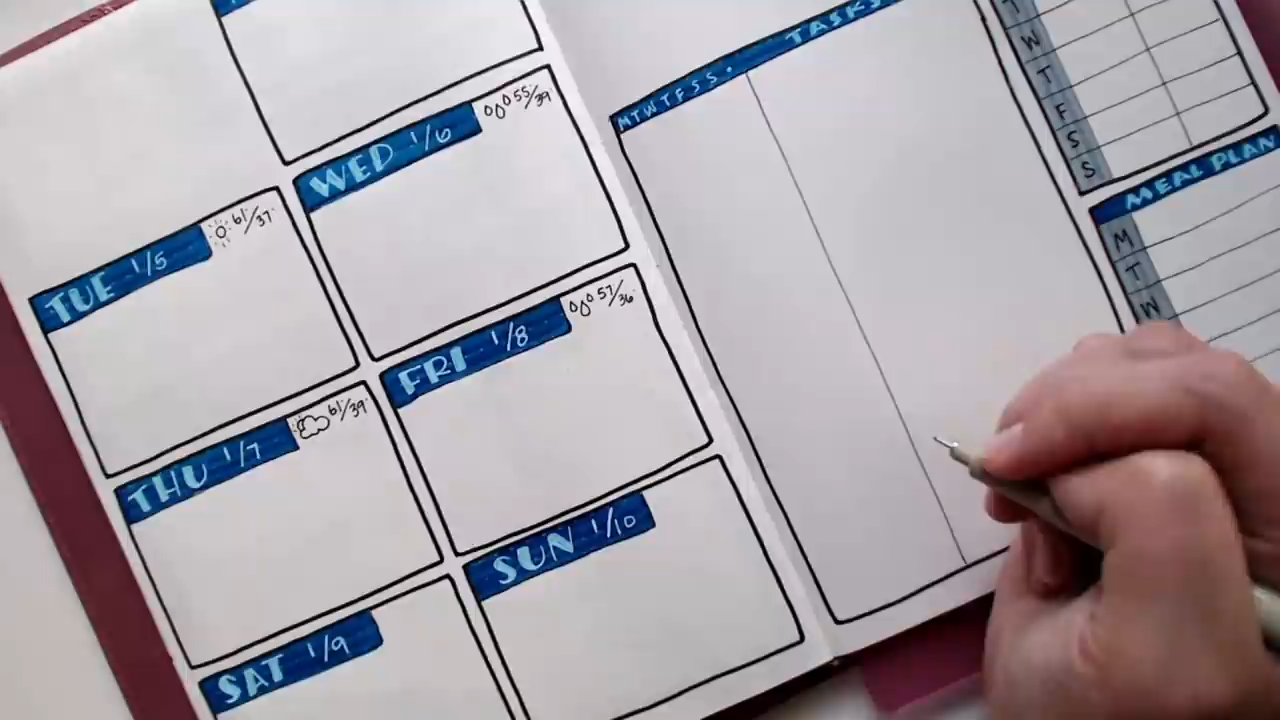 WED 1/6 55/39
TUE 1/5 61/37
FRI 1/8 57/36
THU 1/7 61/39
SUN 1/10
SAT 1/9
MTWTFSS. TASKS
T
W
T
F
S
S
MEAL PLAN
M
T
W